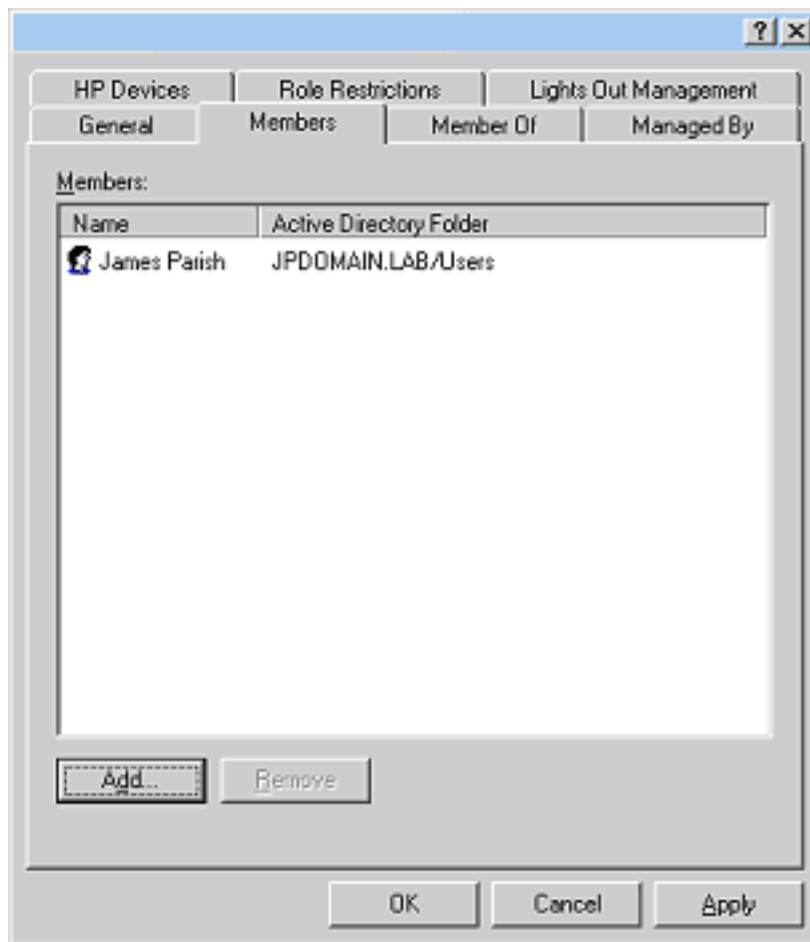 ?
HP Devices Role Restrictions Lights Out Management
General Members Member Of Managed By
Members:
Name Active Directory Folder
James Parish JPDOMAIN.LAB/Users
Add... Remove
OK Cancel Apply